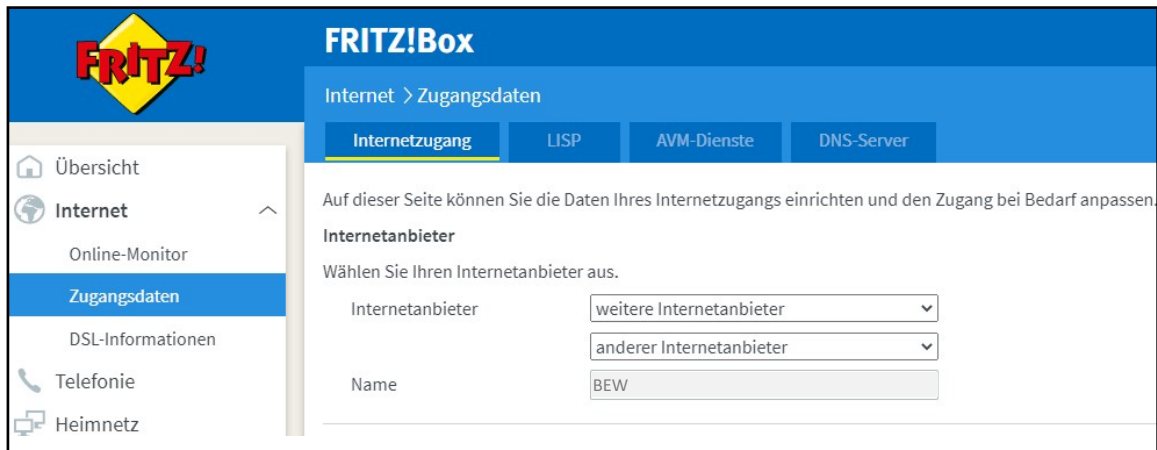 FRITZ!
FRITZ!Box
Internet > Zugangsdaten
Internetzugang LISP AVM-Dienste DNS-Server
Übersicht
Internet
Online-Monitor
Zugangsdaten
DSL-Informationen
Telefonie
Heimnetz
Auf dieser Seite können Sie die Daten Ihres Internetzugangs einrichten und den Zugang bei Bedarf anpassen.
Internetanbieter
Wählen Sie Ihren Internetanbieter aus.
Internetanbieter weitere Internetanbieter
anderer Internetanbieter
Name BEW